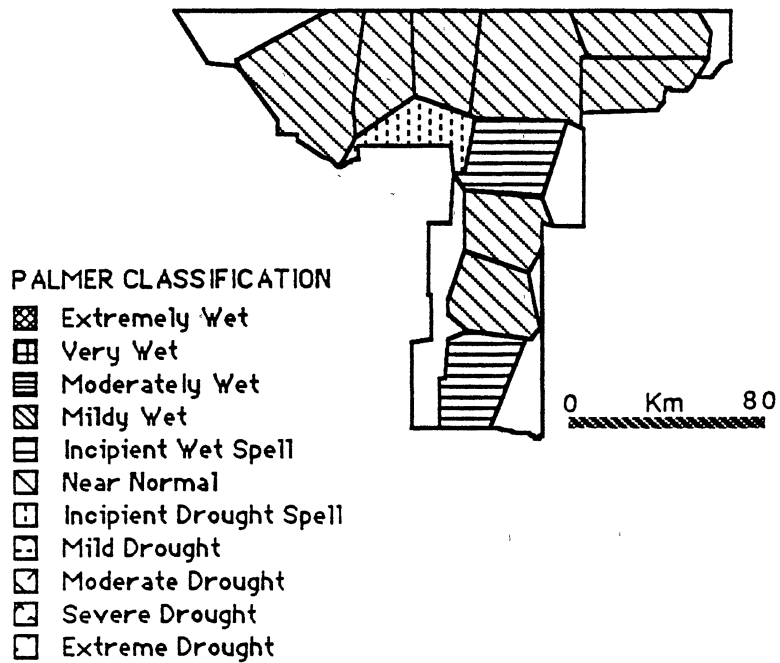 PALMER CLASSIFICATION
Extremely Wet
Very Wet
Moderately Wet
Mildy Wet
Incipient Wet Spell
Near Normal
Incipient Drought Spell
Mild Drought
Moderate Drought
Severe Drought
Extreme Drought
0 Km 80